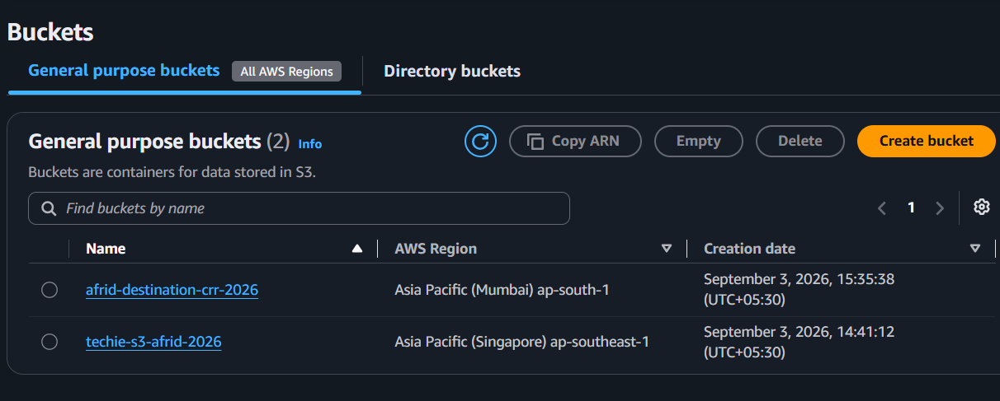 Buckets
General purpose buckets All AWS Regions Directory buckets
General purpose buckets (2) Info Copy ARN Empty Delete Create bucket
Buckets are containers for data stored in S3.
Find buckets by name 1
Name AWS Region Creation date
afrid-destination-crr-2026 Asia Pacific (Mumbai) ap-south-1 September 3, 2026, 15:35:38
(UTC+05:30)
techie-s3-afrid-2026 Asia Pacific (Singapore) ap-southeast-1 September 3, 2026, 14:41:12
(UTC+05:30)